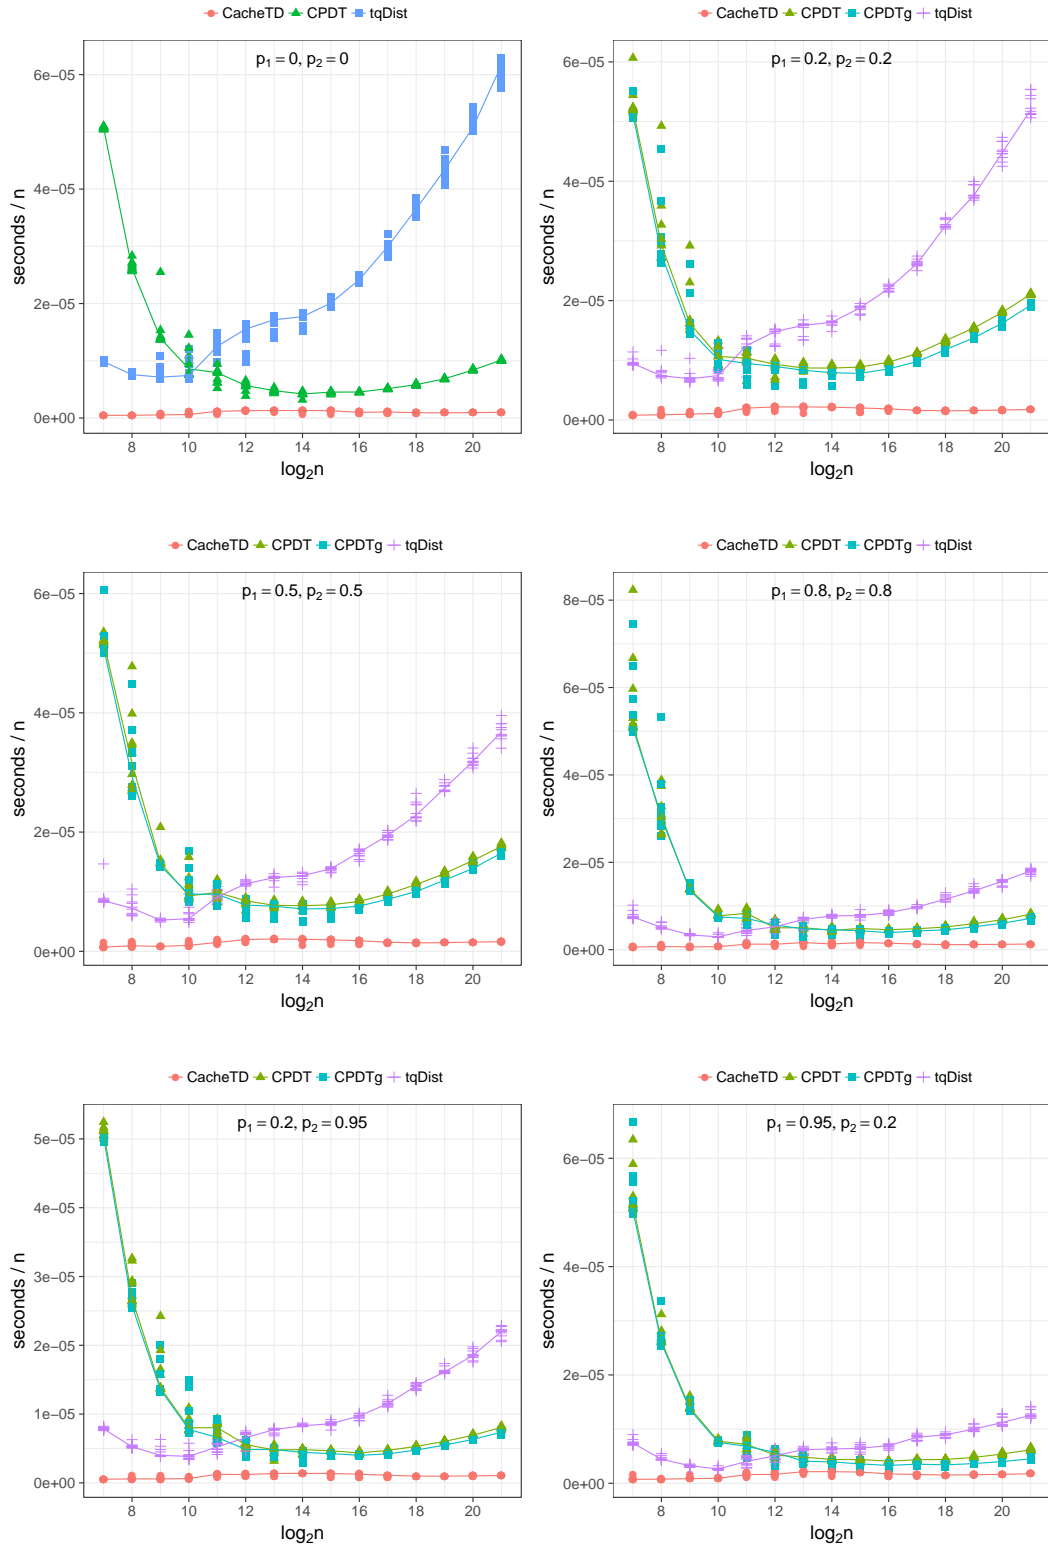 CacheTD CPDT tqDist
p1 = 0, p2 = 0
seconds / n
6e−05
4e−05
2e−05
0e+00
8 10 12 14 16 18 20
log2n
CacheTD CPDT CPDTg tqDist
p1 = 0.2, p2 = 0.2
seconds / n
6e−05
4e−05
2e−05
0e+00
8 10 12 14 16 18 20
log2n
CacheTD CPDT CPDTg tqDist
p1 = 0.5, p2 = 0.5
seconds / n
6e−05
4e−05
2e−05
0e+00
8 10 12 14 16 18 20
log2n
CacheTD CPDT CPDTg tqDist
p1 = 0.8, p2 = 0.8
seconds / n
8e−05
6e−05
4e−05
2e−05
0e+00
8 10 12 14 16 18 20
log2n
CacheTD CPDT CPDTg tqDist
p1 = 0.2, p2 = 0.95
seconds / n
5e−05
4e−05
3e−05
2e−05
1e−05
0e+00
8 10 12 14 16 18 20
log2n
CacheTD CPDT CPDTg tqDist
p1 = 0.95, p2 = 0.2
seconds / n
6e−05
4e−05
2e−05
0e+00
8 10 12 14 16 18 20
log2n